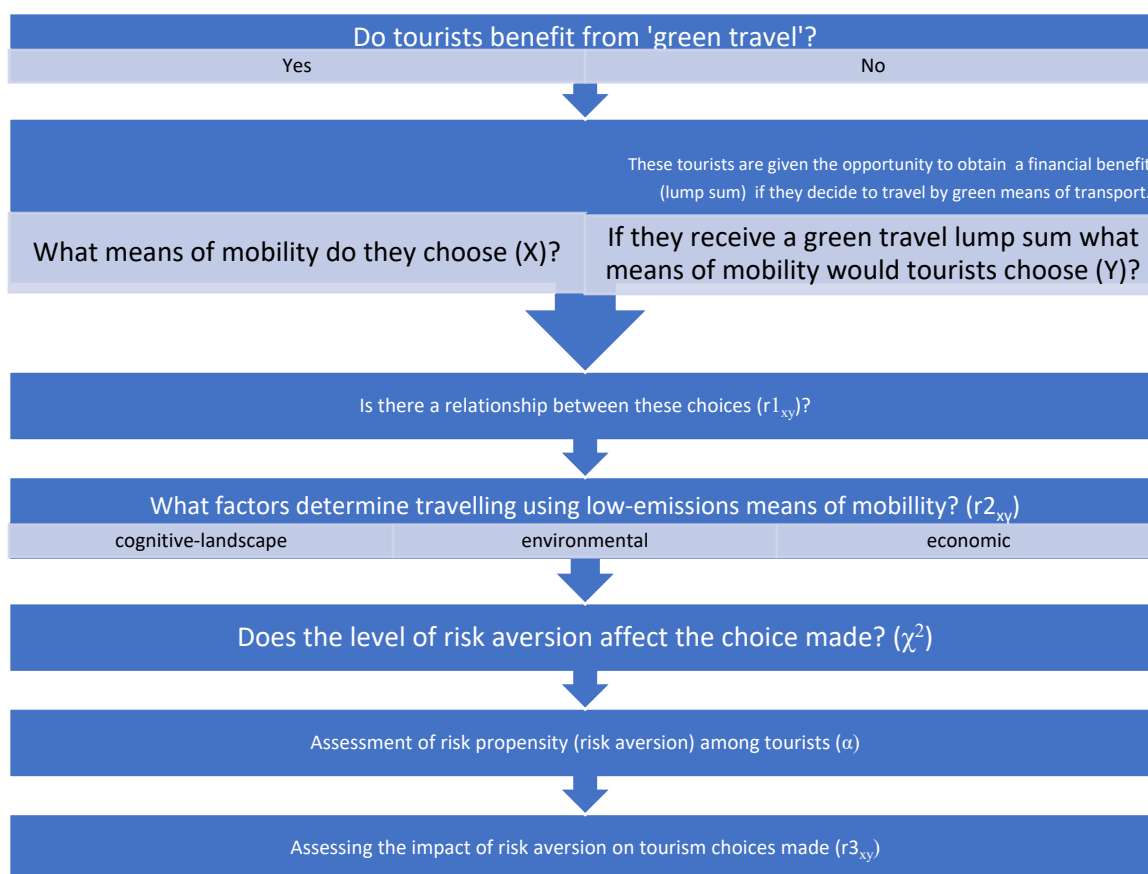 Do tourists benefit from 'green travel'?
Yes
No
These tourists are given the opportunity to obtain a financial benefit
(lump sum) if they decide to travel by green means of transport.
What means of mobility do they choose (X)?
If they receive a green travel lump sum what
means of mobility would tourists choose (Y)?
Is there a relationship between these choices (r1xy)?
What factors determine travelling using low-emissions means of mobillity? (r2xy)
cognitive-landscape
environmental
economic
Does the level of risk aversion affect the choice made? (χ²)
Assessment of risk propensity (risk aversion) among tourists (α)
Assessing the impact of risk aversion on tourism choices made (r3xy)